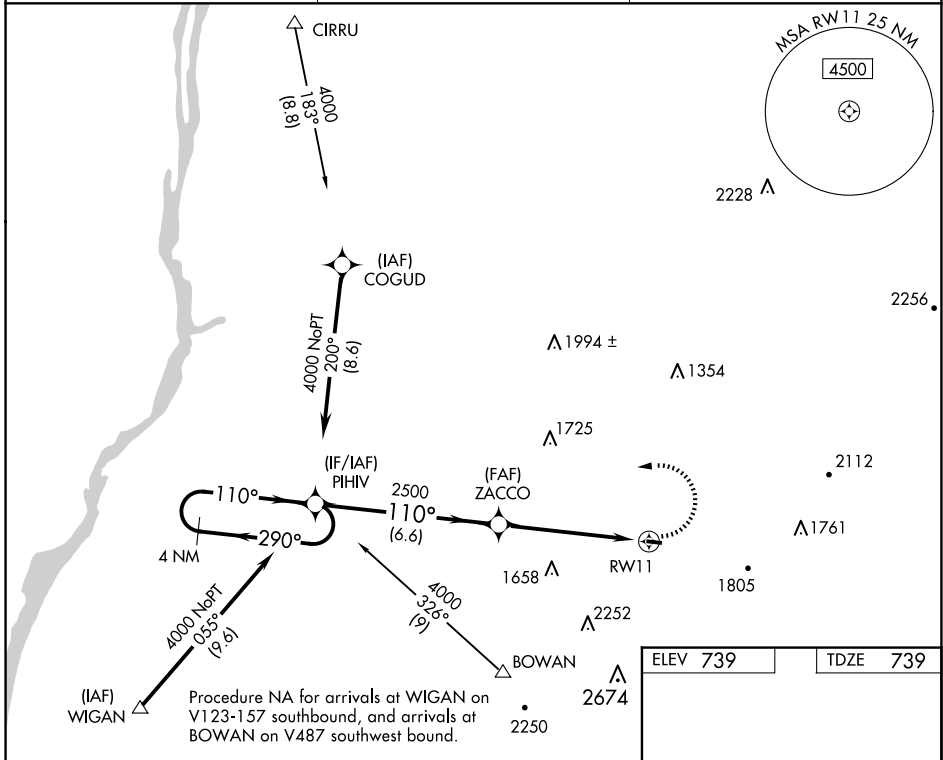 CIRRU
4000
183°
(8.8)
MSA RW11 25 NM
4500
2228
(IAF)
COGUD
2256
4000 NoPT
200°
(8.6)
1994 ±
1354
1725
(IF/IAF)
PIHIV
(FAF)
ZACCO
2112
110°
2500
110°
(6.6)
1761
290°
4 NM
RW11
1658
1805
4000 NoPT
055°
(9.6)
4000
326°
(9)
2252
BOWAN
ELEV 739
TDZE 739
2674
(IAF)
WIGAN
Procedure NA for arrivals at WIGAN on
V123-157 southbound, and arrivals at
BOWAN on V487 southwest bound.
2250